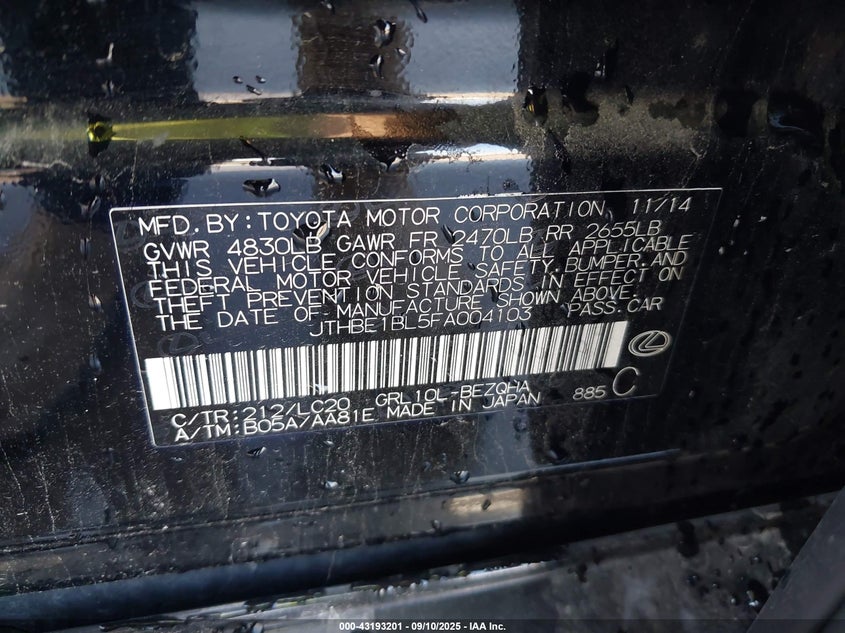 MFD. BY: TOYOTA MOTOR CORPORATION 11/14
GVWR 4830LB GAWR FR 2470LB RR 2655LB
THIS VEHICLE CONFORMS TO ALL APPLICABLE
FEDERAL MOTOR VEHICLE SAFETY, BUMPER, AND
THEFT PREVENTION STANDARDS IN EFFECT ON
THE DATE OF MANUFACTURE SHOWN ABOVE.
JTHBE1BL5FA004103 PASS. CAR
C/TR: 212/LC20 GRL10L-BEZQHA
A/TM: B05A/AA81E MADE IN JAPAN 885 C
000-43193201 - 09/10/2025 - IAA Inc.